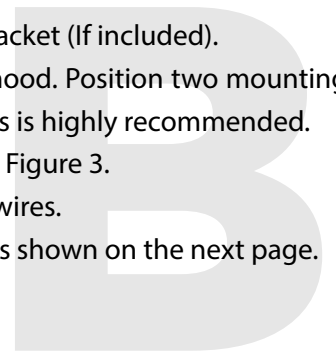 acket (If included).
hood. Position two mounting
s is highly recommended.
Figure 3.
wires.
s shown on the next page.
B